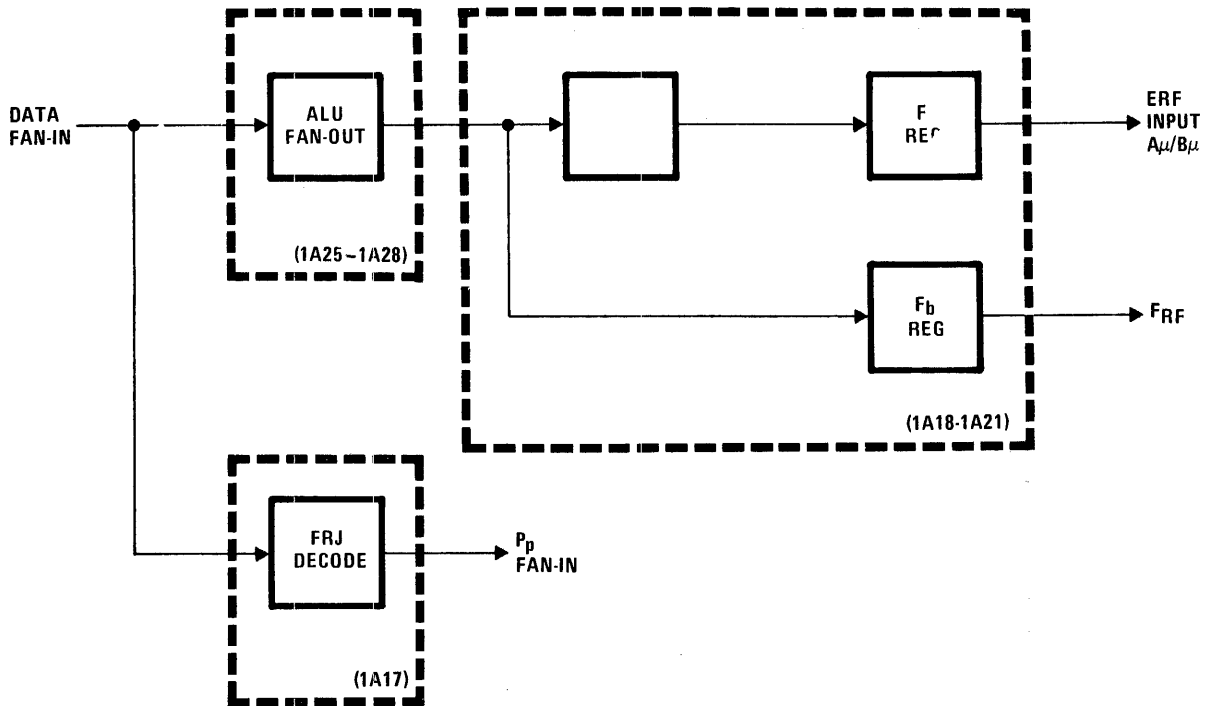 DATA
FAN-IN
ALU
FAN-OUT
(1A25-1A28)
F
ERF
INPUT
Aμ/Bμ
Fb
REG
FRF
(1A18-1A21)
FRJ
DECODE
Pp
FAN-IN
(1A17)